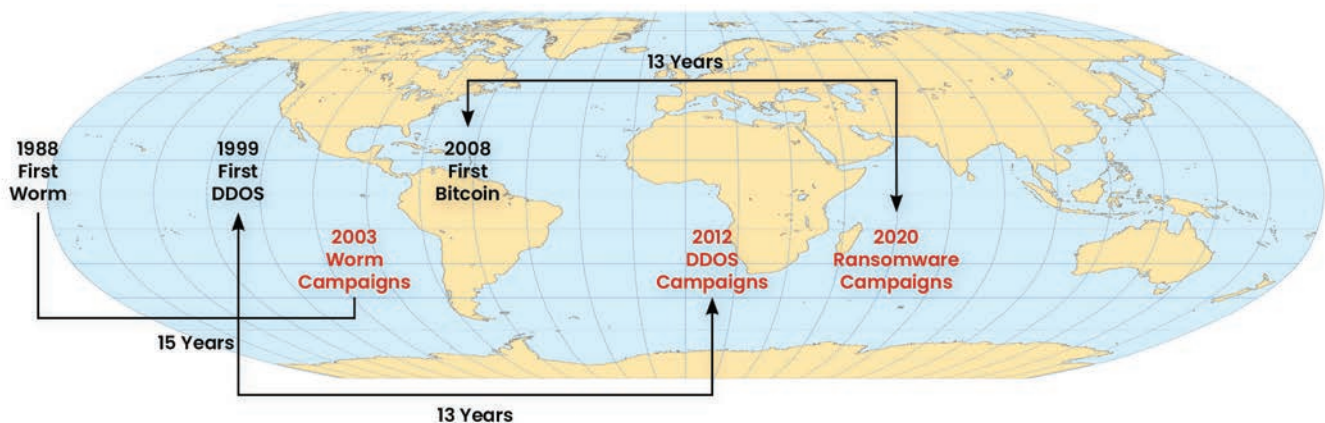 13 Years
1988
First
Worm
1999
First
DDOS
2008
First
Bitcoin
2003
Worm
Campaigns
2012
DDOS
Campaigns
2020
Ransomware
Campaigns
15 Years
13 Years